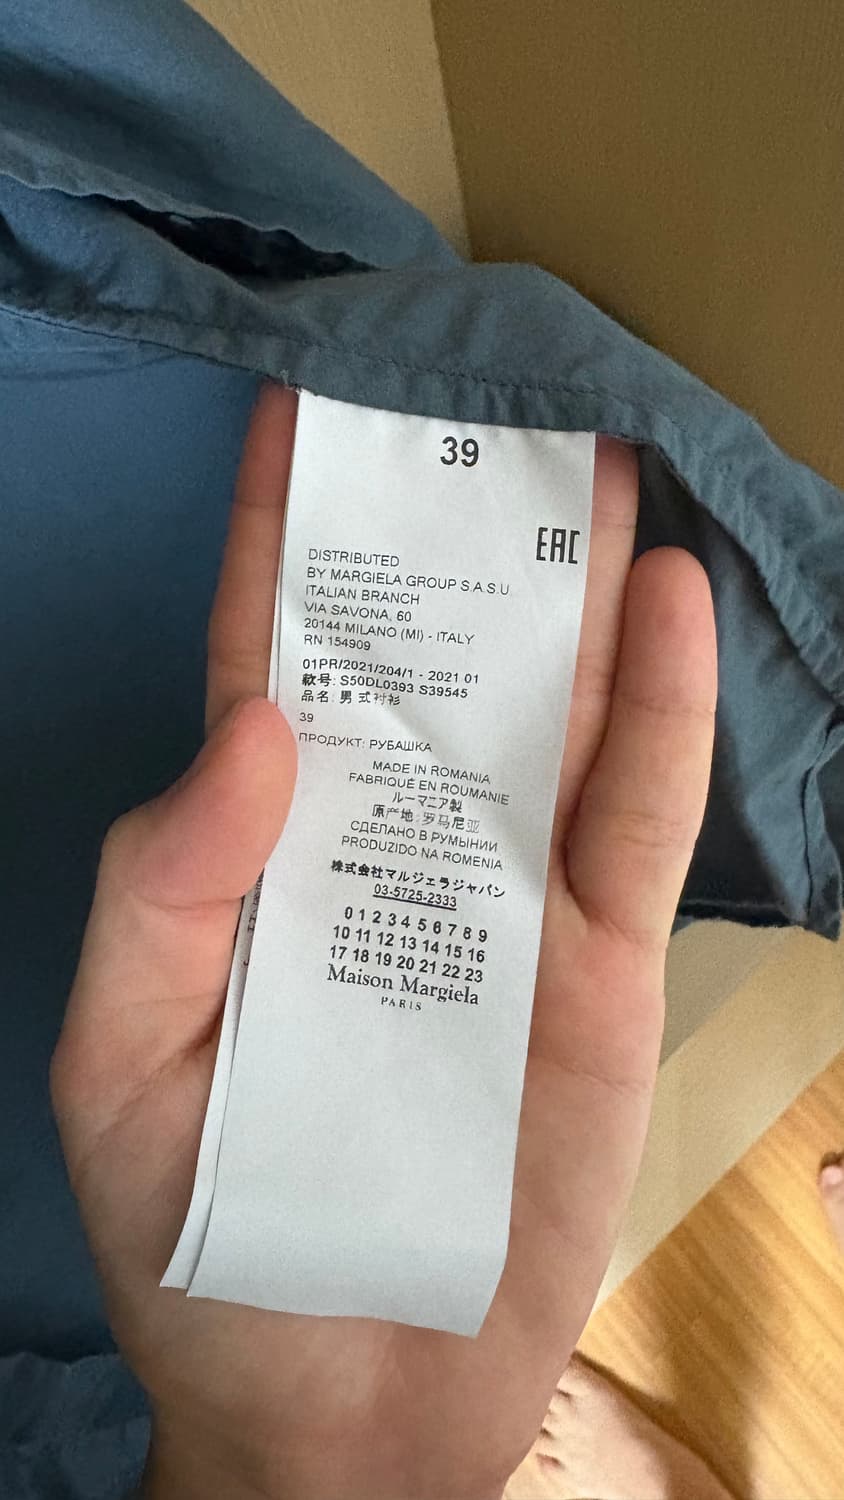 39
EAC
DISTRIBUTED
BY MARGIELA GROUP S.A.S.U
ITALIAN BRANCH
VIA SAVONA, 60
20144 MILANO (MI) - ITALY
RN 154909
01PR/2021/204/1 - 2021 01
款号: S50DL0393 S39545
品名: 男式衬衫
39
ПРОДУКТ: РУБАШКА
MADE IN ROMANIA
FABRIQUÉ EN ROUMANIE
ルーマニア製
原产地:罗马尼亚
СДЕЛАНО В РУМЫНИИ
PRODUZIDO NA ROMENIA
株式会社マルジェラジャパン
03-5725-2333
0 1 2 3 4 5 6 7 8 9
10 11 12 13 14 15 16
17 18 19 20 21 22 23
Maison Margiela
PARIS